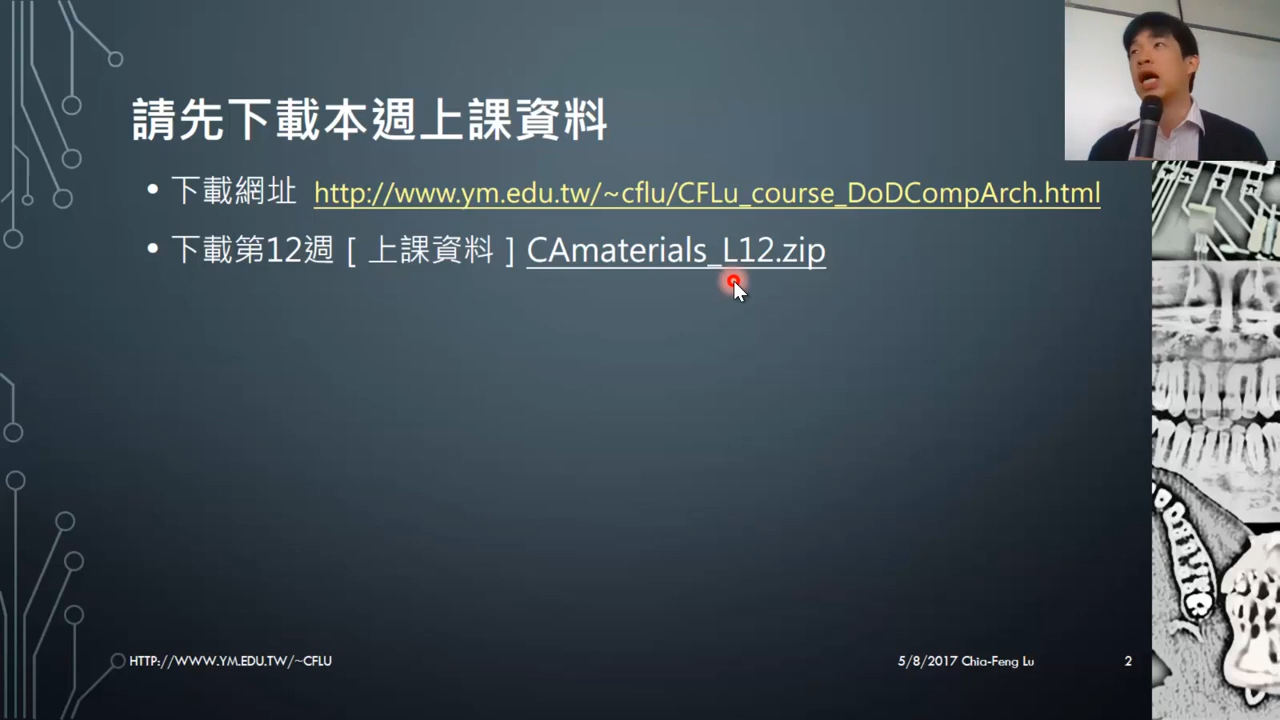 請先下載本週上課資料
• 下載網址 http://www.ym.edu.tw/~cflu/CFLu_course_DoDCompArch.html
• 下載第12週 [ 上課資料 ] CAmaterials_L12.zip
HTTP://WWW.YM.EDU.TW/~CFLU
5/8/2017 Chia-Feng Lu
2